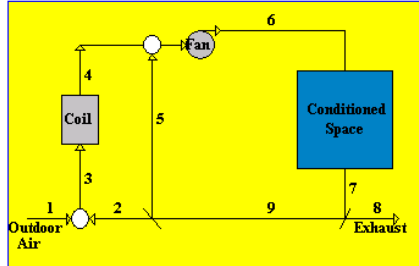 6
Fan
4
Coil
5
Conditioned
Space
3
7
1
2
9
8
Outdoor
Air
Exhaust